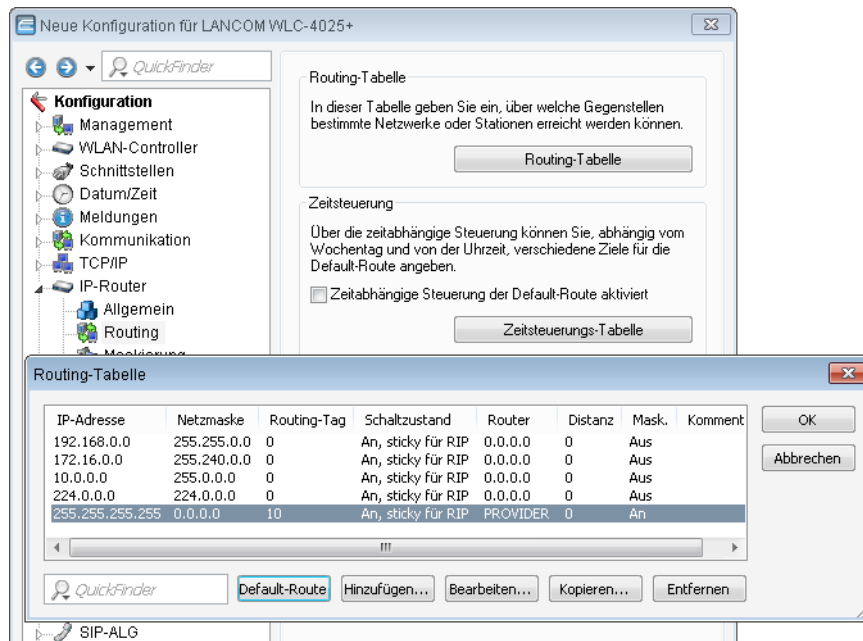 Neue Konfiguration für LANCOM WLC-4025+
QuickFinder
Konfiguration
Management
WLAN-Controller
Schnittstellen
Datum/Zeit
Meldungen
Kommunikation
TCP/IP
IP-Router
Allgemein
Routing
Maskierung
Routing-Tabelle
In dieser Tabelle geben Sie ein, über welche Gegenstellen
bestimmte Netzwerke oder Stationen erreicht werden können.
Routing-Tabelle
Zeitsteuerung
Über die zeitabhängige Steuerung können Sie, abhängig vom
Wochentag und von der Uhrzeit, verschiedene Ziele für die
Default-Route angeben.
Zeitabhängige Steuerung der Default-Route aktiviert
Zeitsteuerungs-Tabelle
Routing-Tabelle
IP-Adresse Netzmaske Routing-Tag Schaltzustand Router Distanz Mask. Komment
192.168.0.0 255.255.0.0 0 An, sticky für RIP 0.0.0.0 0 Aus
172.16.0.0 255.240.0.0 0 An, sticky für RIP 0.0.0.0 0 Aus
10.0.0.0 255.0.0.0 0 An, sticky für RIP 0.0.0.0 0 Aus
224.0.0.0 224.0.0.0 0 An, sticky für RIP 0.0.0.0 0 Aus
255.255.255.255 0.0.0.0 10 An, sticky für RIP PROVIDER 0 An
OK
Abbrechen
QuickFinder
Default-Route
Hinzufügen...
Bearbeiten...
Kopieren...
Entfernen
SIP-ALG